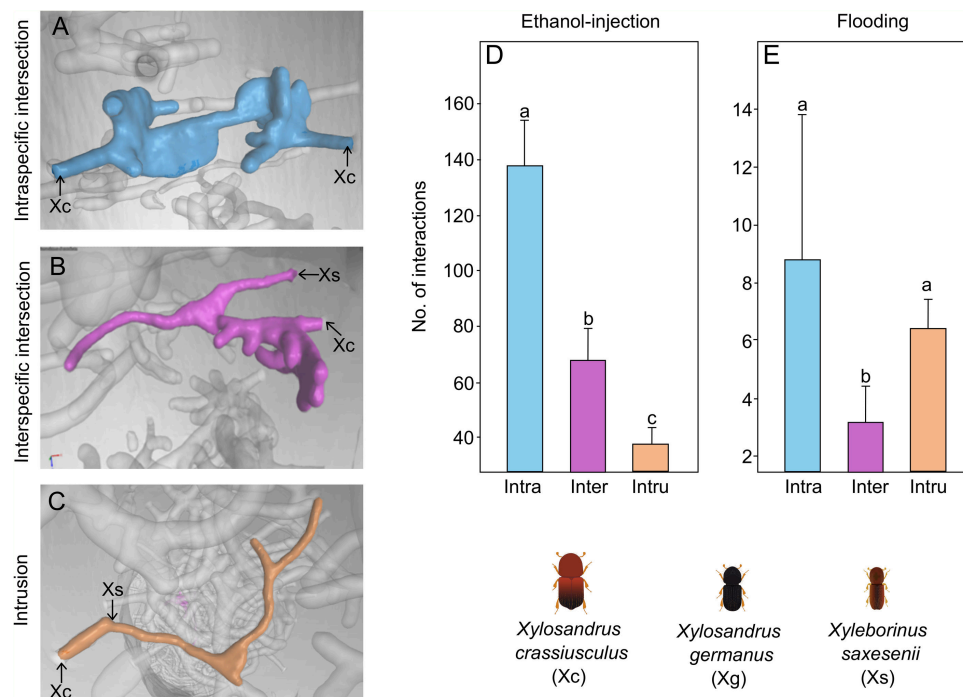 A
Intraspecific intersection
Xc
Xc
B
Interspecific intersection
Xs
Xc
C
Intrusion
Xs
Xc
Ethanol-injection
D
No. of interactions
160
140
120
100
80
60
40
a
b
c
Intra
Inter
Intru
Flooding
E
14
12
10
8
6
4
2
a
b
a
Intra
Inter
Intru
Xylosandrus
crassiusculus
(Xc)
Xylosandrus
germanus
(Xg)
Xyleborinus
saxesenii
(Xs)